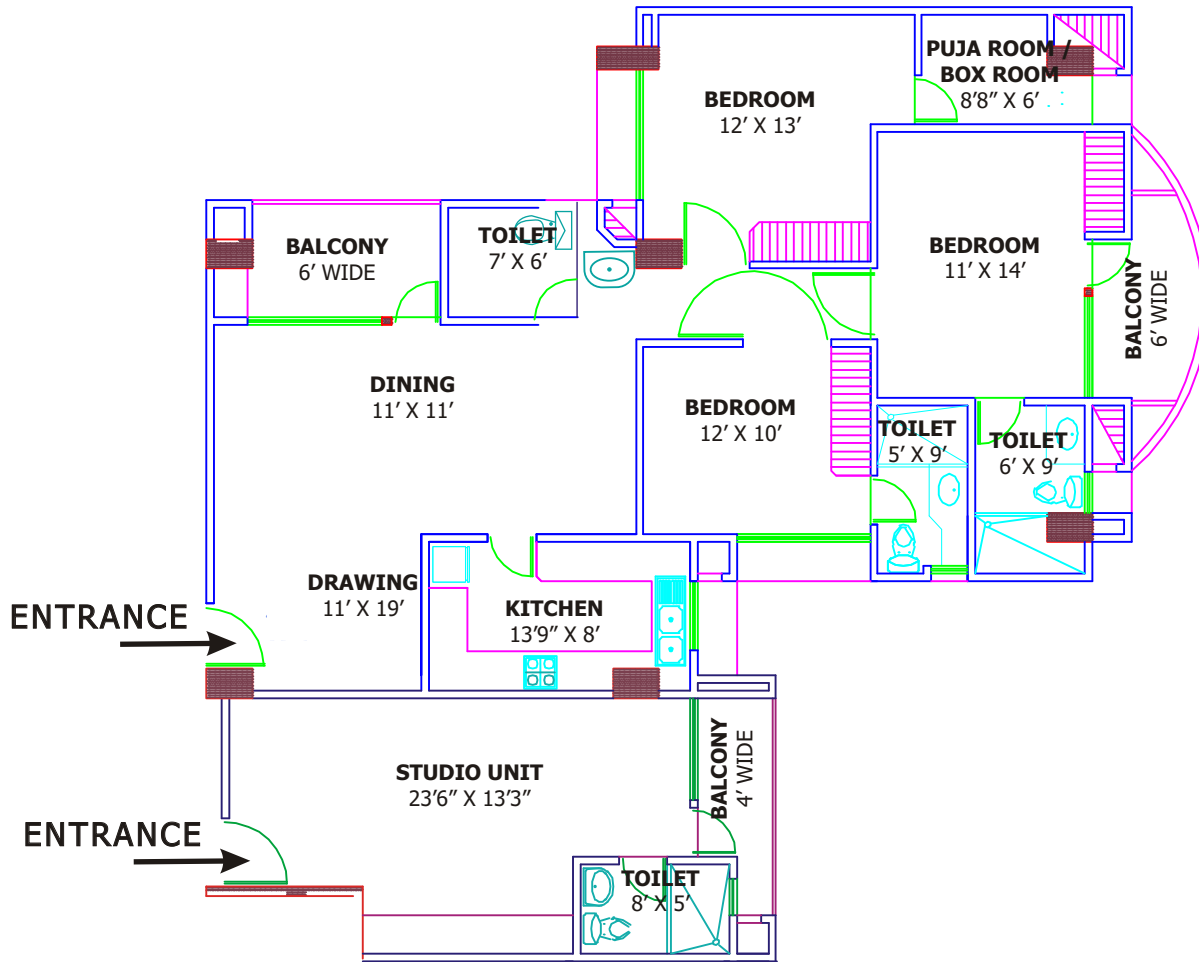 PUJA ROOM /
BOX ROOM
8’8” X 6’
BEDROOM
12’ X 13’
BALCONY
6’ WIDE
TOILET
7’ X 6’
BEDROOM
11’ X 14’
BALCONY
6’ WIDE
DINING
11’ X 11’
BEDROOM
12’ X 10’
TOILET
5’ X 9’
TOILET
6’ X 9’
DRAWING
11’ X 19’
KITCHEN
13’9” X 8’
ENTRANCE
STUDIO UNIT
23’6” X 13’3”
BALCONY
4’ WIDE
ENTRANCE
TOILET
8’ X 5’